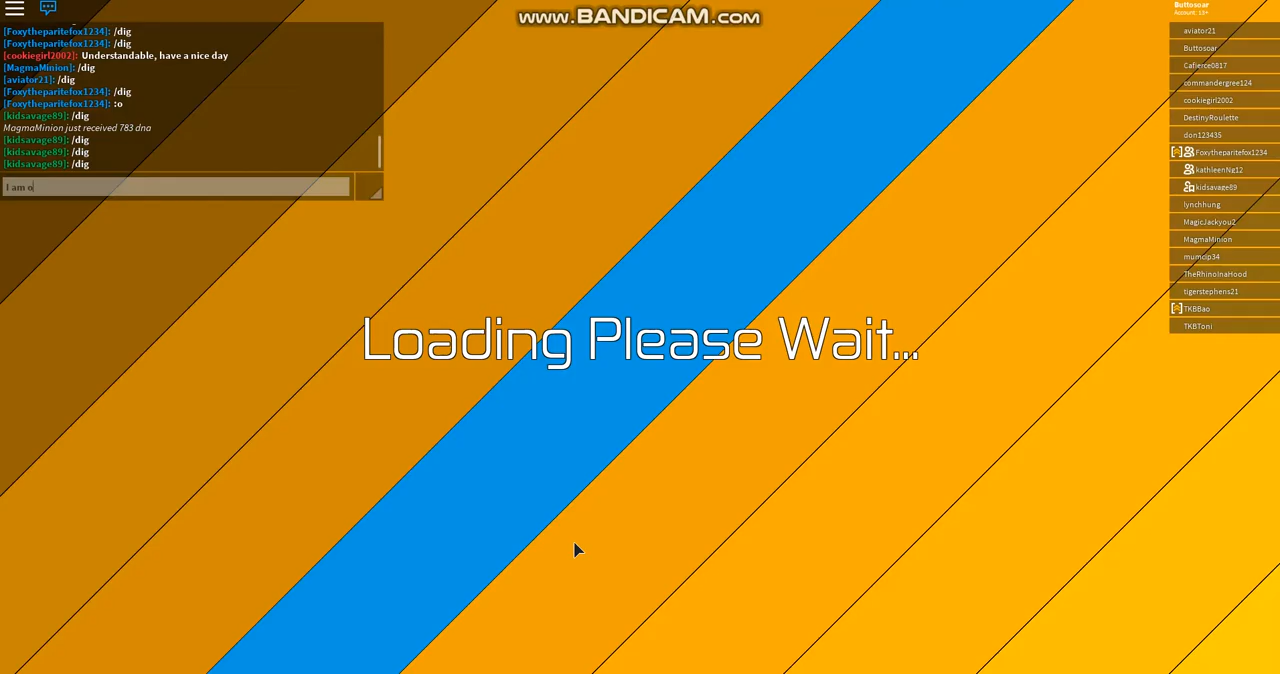 www.BANDICAM.com
Buttosoar
Account: 13+
[Foxytheparitefox1234]: /dig
[Foxytheparitefox1234]: /dig
[cookiegirl2002]: Understandable, have a nice day
[MagmaMinion]: /dig
[aviator21]: /dig
[Foxytheparitefox1234]: /dig
[Foxytheparitefox1234]: :o
[kidsavage89]: /dig
MagmaMinion just received 783 dna
[kidsavage89]: /dig
[kidsavage89]: /dig
[kidsavage89]: /dig
I am o
aviator21
Buttosoar
Cafierce0817
commandergree124
cookiegirl2002
DestinyRoulette
don123435
Foxytheparitefox1234
kathleenNg12
kidsavage89
lynchhung
MagicJackyou2
MagmaMinion
mumclp34
TheRhinoInaHood
tigerstephens21
TKBBao
TKBToni
Loading Please Wait...